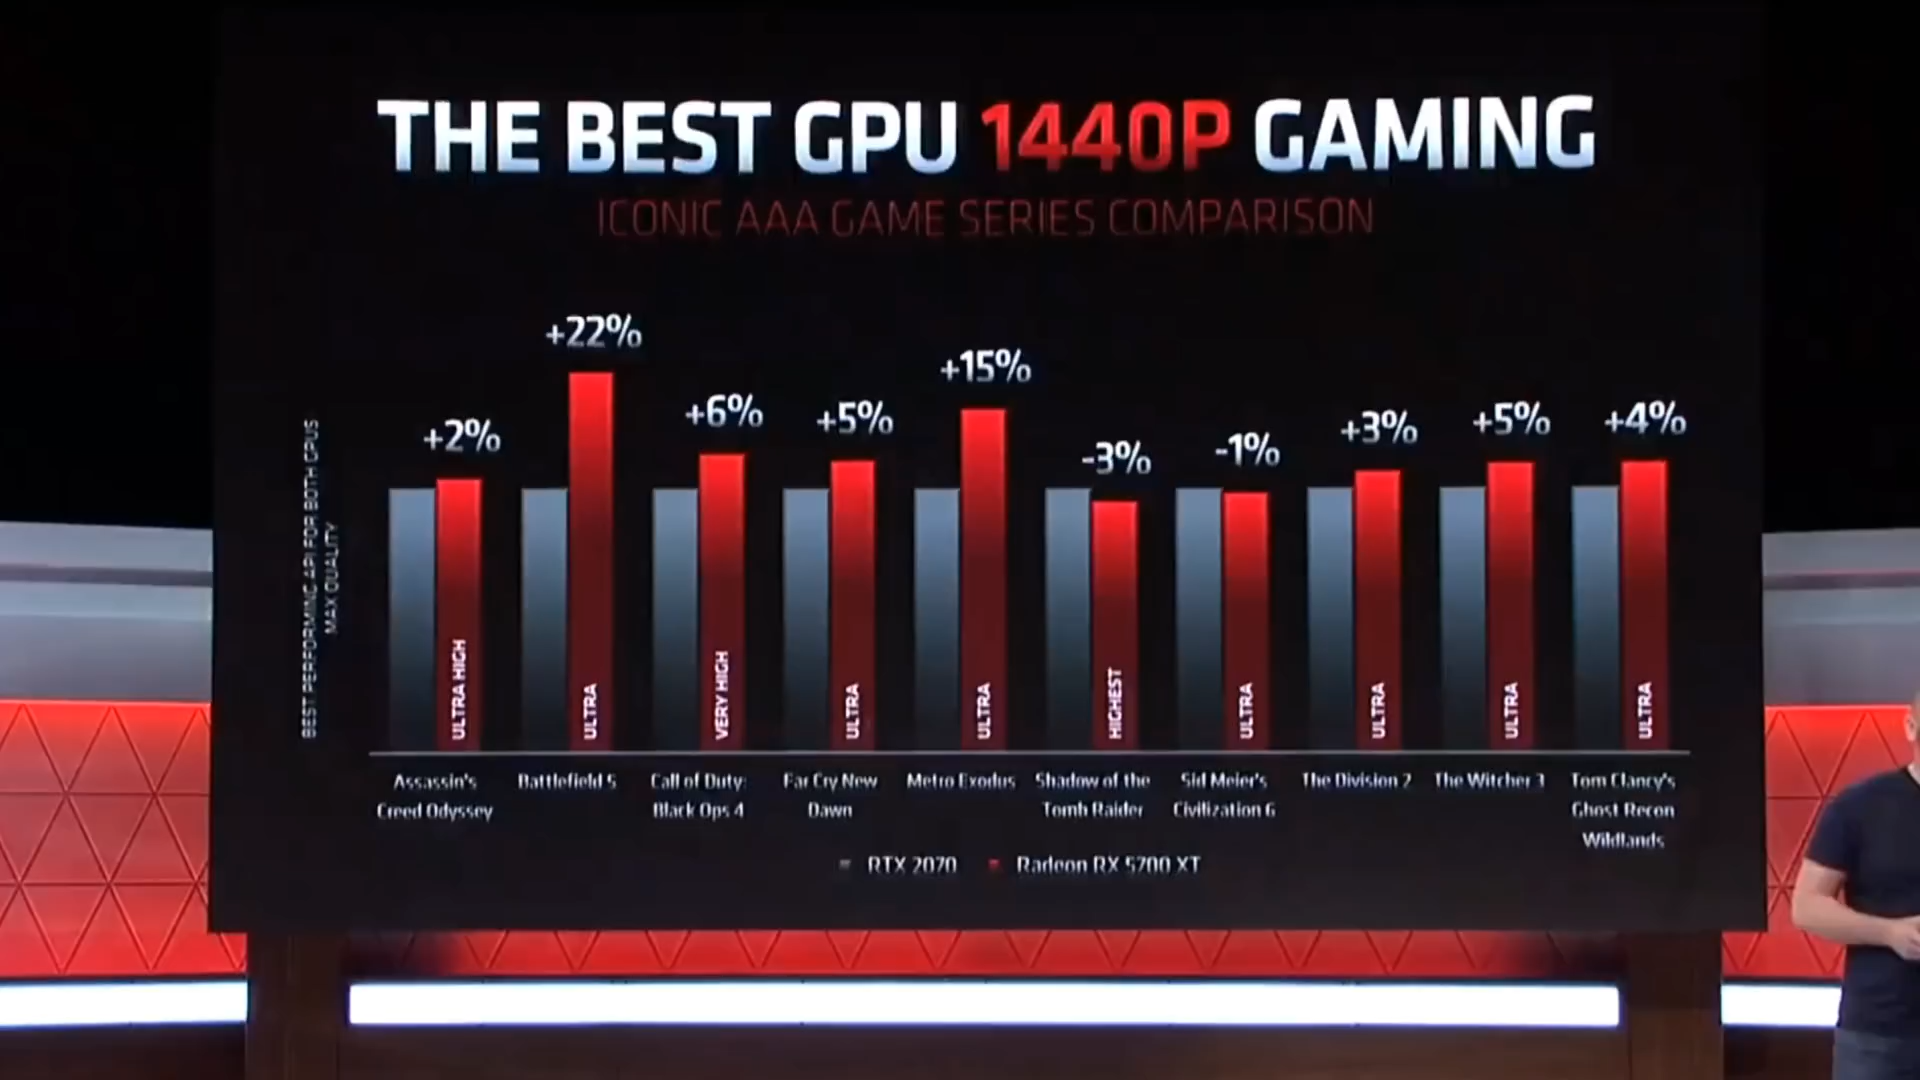 THE BEST GPU 1440P GAMING
ICONIC AAA GAME SERIES COMPARISON
BEST PERFORMING API FOR BOTH GPUS
MAX QUALITY
+2%
+22%
+6%
+5%
+15%
-3%
-1%
+3%
+5%
+4%
ULTRA HIGH
ULTRA
VERY HIGH
ULTRA
ULTRA
HIGHEST
ULTRA
ULTRA
ULTRA
ULTRA
Assassin's
Creed Odyssey
Battlefield 5
Call of Duty:
Black Ops 4
Far Cry New
Dawn
Metro Exodus
Shadow of the
Tomb Raider
Sid Meier's
Civilization 6
The Division 2
The Witcher 3
Tom Clancy's
Ghost Recon
Wildlands
RTX 2070
Radeon RX 5700 XT